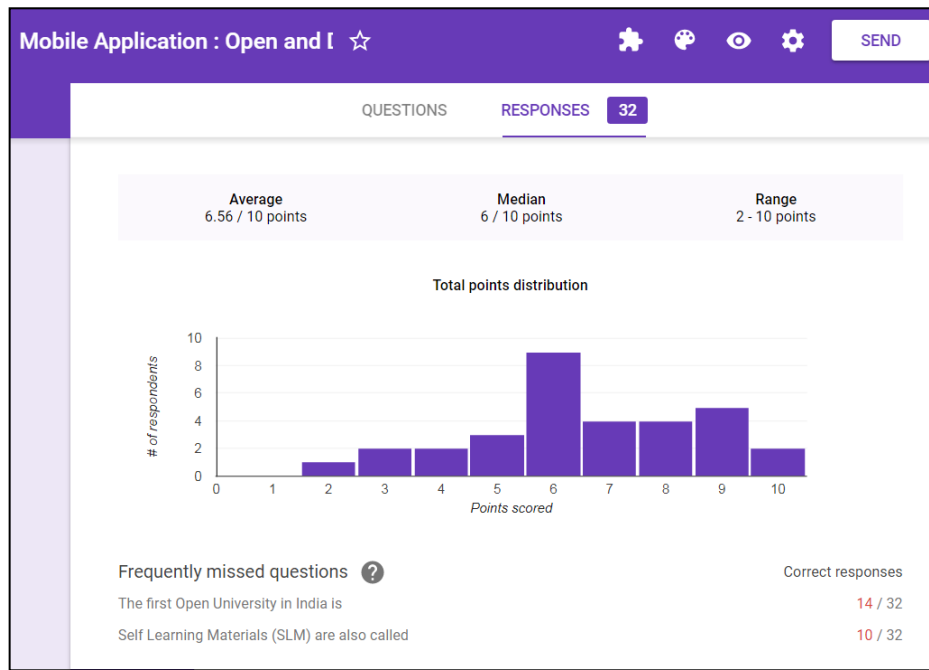 Mobile Application : Open and D
SEND
QUESTIONS RESPONSES 32
Average Median Range
6.56 / 10 points 6 / 10 points 2 - 10 points
Total points distribution
# of respondents
10
8
6
4
2
0
0 1 2 3 4 5 6 7 8 9 10
Points scored
Frequently missed questions ? Correct responses
The first Open University in India is 14 / 32
Self Learning Materials (SLM) are also called 10 / 32